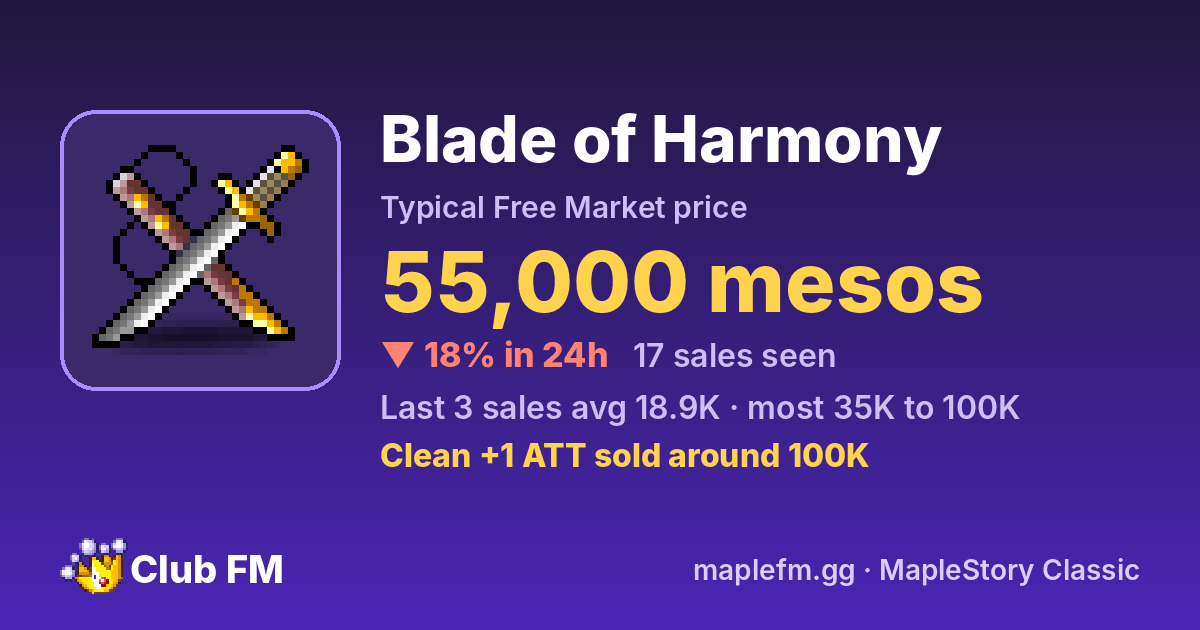 Blade of Harmony
Typical Free Market price
55,000 mesos
▼ 18% in 24h 17 sales seen
Last 3 sales avg 18.9K · most 35K to 100K
Clean +1 ATT sold around 100K
Club FM
maplefm.gg · MapleStory Classic